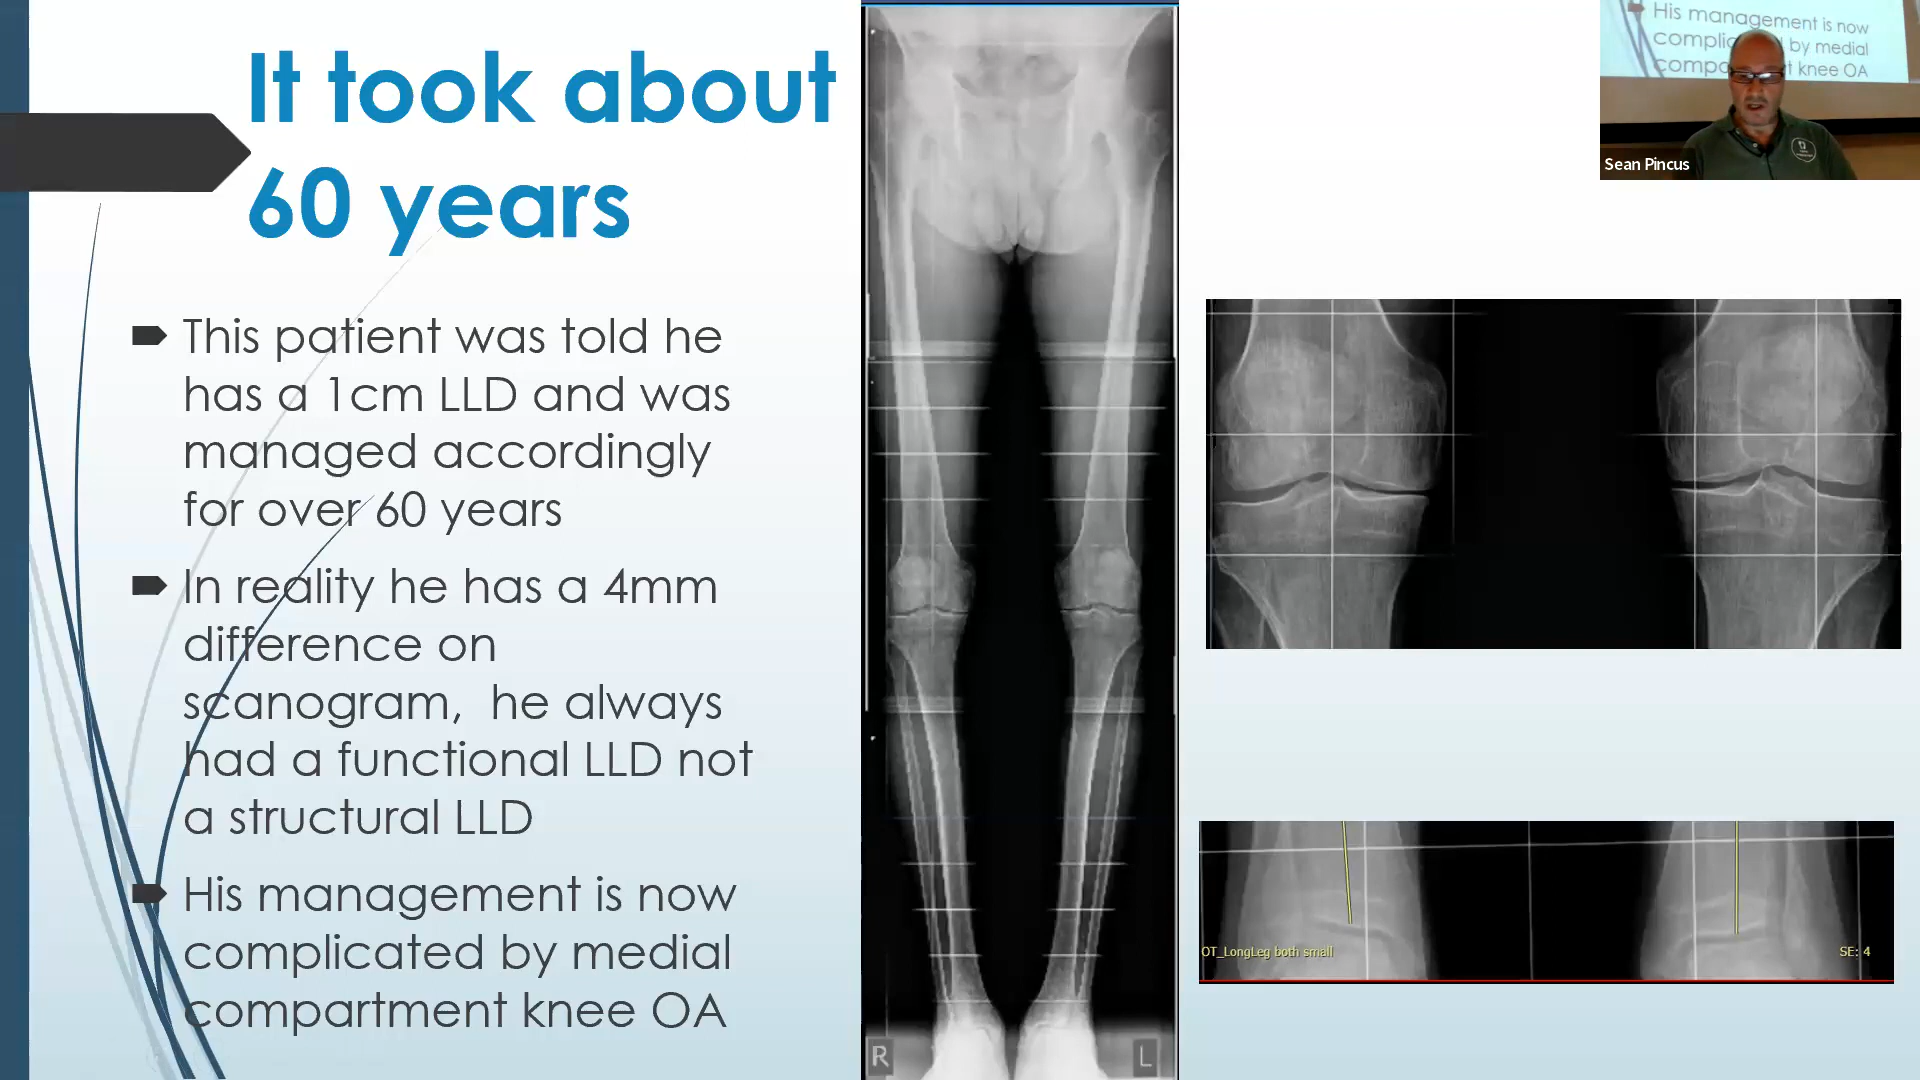 It took about
60 years
This patient was told he
has a 1cm LLD and was
managed accordingly
for over 60 years
In reality he has a 4mm
difference on
scanogram, he always
had a functional LLD not
a structural LLD
His management is now
complicated by medial
compartment knee OA
R
L
OT_LongLeg both small
SE: 4
His management is now
by medial
knee OA
Sean Pincus